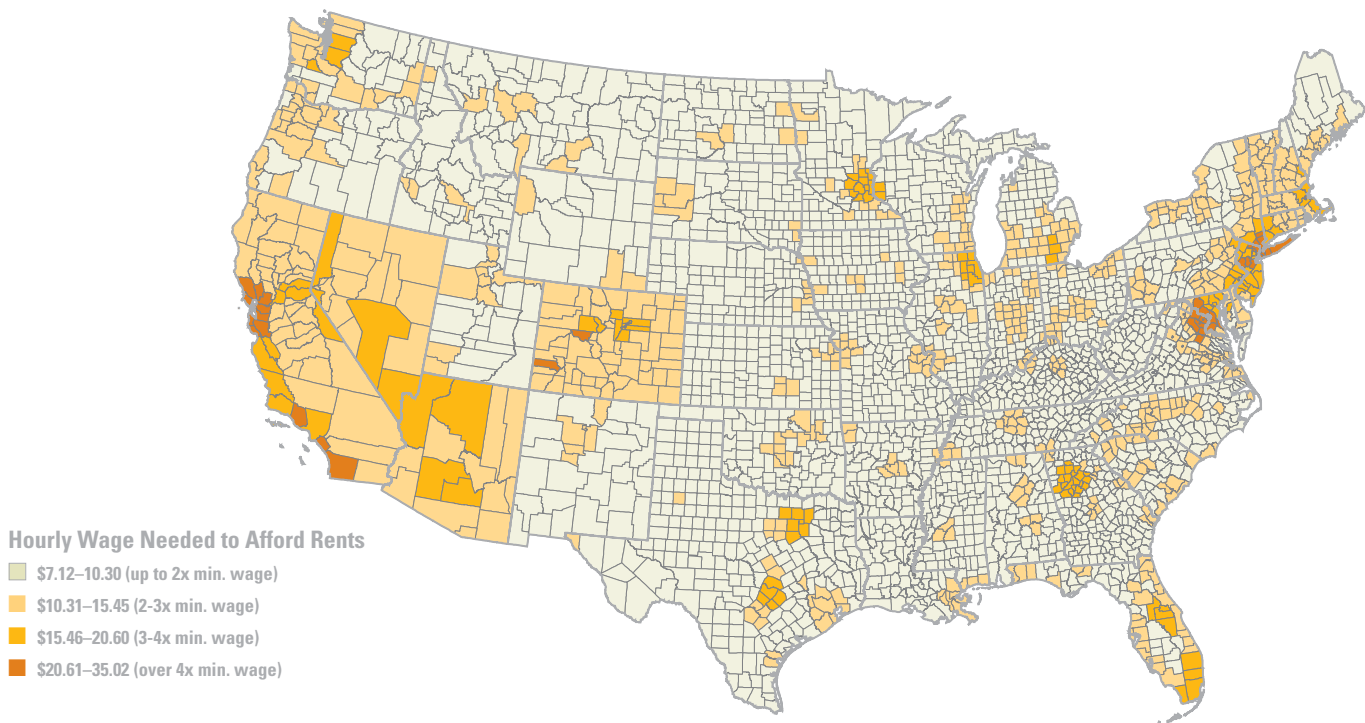 Hourly Wage Needed to Afford Rents
$7.12–10.30 (up to 2x min. wage)
$10.31–15.45 (2-3x min. wage)
$15.46–20.60 (3-4x min. wage)
$20.61–35.02 (over 4x min. wage)